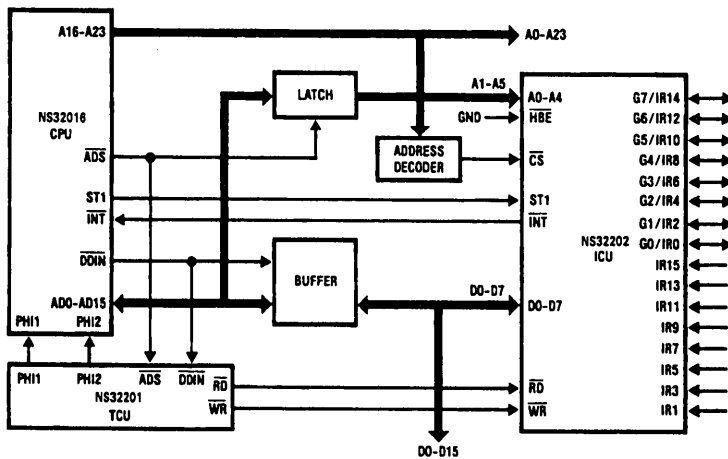 A16-A23
A0-A23
NS32016
CPU
LATCH
A1-A5
A0-A4
GND
HBE
ADDRESS
DECODER
CS
ADS
ST1
ST1
INT
INT
DDIN
BUFFER
AD0-AD15
D0-D7
D0-D7
PHI1
PHI2
PHI1
PHI2
ADS
DDIN
RD
WR
NS32201
TCU
RD
WR
D0-D15
NS32202
ICU
G7/IR14
G6/IR12
G5/IR10
G4/IR8
G3/IR6
G2/IR4
G1/IR2
G0/IR0
IR15
IR13
IR11
IR9
IR7
IR5
IR3
IR1